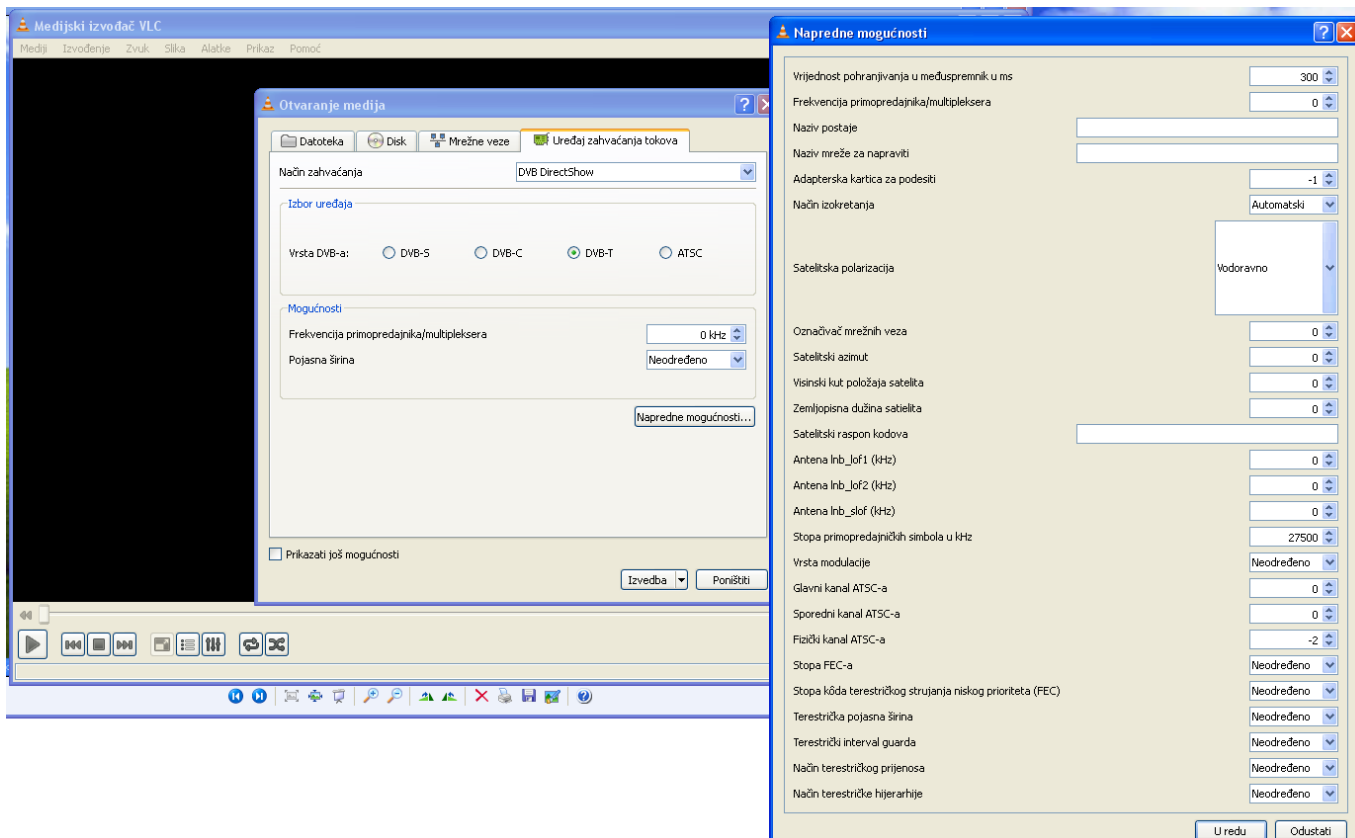 Medijski izvođač VLC
Mediji Izvođenje Zvuk Slika Alatke Prikaz Pomoć
Otvaranje medija
Datoteka Disk Mrežne veze Uređaj zahvaćanja tokova
Način zahvaćanja DVB DirectShow
Izbor uređaja
Vrsta DVB-a: DVB-S DVB-C DVB-T ATSC
Mogućnosti
Frekvencija primopredajnika/multipleksera 0 kHz
Pojasna širina Neodređeno
Napredne mogućnosti...
Prikazati još mogućnosti
Izvedba Poništiti
Napredne mogućnosti
Vrijednost pohranjivanja u međuspremnik u ms 300
Frekvencija primopredajnika/multipleksera 0
Naziv postaje
Naziv mreže za napraviti
Adapterska kartica za podesiti -1
Način izokretanja Automatski
Satelitska polarizacija Vodoravno
Označivač mrežnih veza 0
Satelitski azimut 0
Visinski kut položaja satelita 0
Zemljopisna dužina satielita 0
Satelitski raspon kodova
Antena lnb_lof1 (kHz) 0
Antena lnb_lof2 (kHz) 0
Antena lnb_slof (kHz) 0
Stopa primopredajničkih simbola u kHz 27500
Vrsta modulacije Neodređeno
Glavni kanal ATSC-a 0
Sporedni kanal ATSC-a 0
Fizički kanal ATSC-a -2
Stopa FEC-a Neodređeno
Stopa kôda terestričkog strujanja niskog prioriteta (FEC) Neodređeno
Terestrička pojasna širina Neodređeno
Terestrički interval guarda Neodređeno
Način terestričkog prijenosa Neodređeno
Način terestričke hijerarhije Neodređeno
U redu Odustati